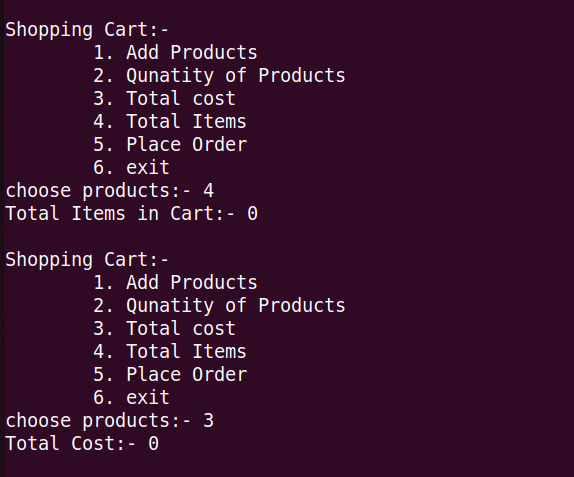 Shopping Cart:-
1. Add Products
2. Qunatity of Products
3. Total cost
4. Total Items
5. Place Order
6. exit
choose products:- 4
Total Items in Cart:- 0
Shopping Cart:-
1. Add Products
2. Qunatity of Products
3. Total cost
4. Total Items
5. Place Order
6. exit
choose products:- 3
Total Cost:- 0